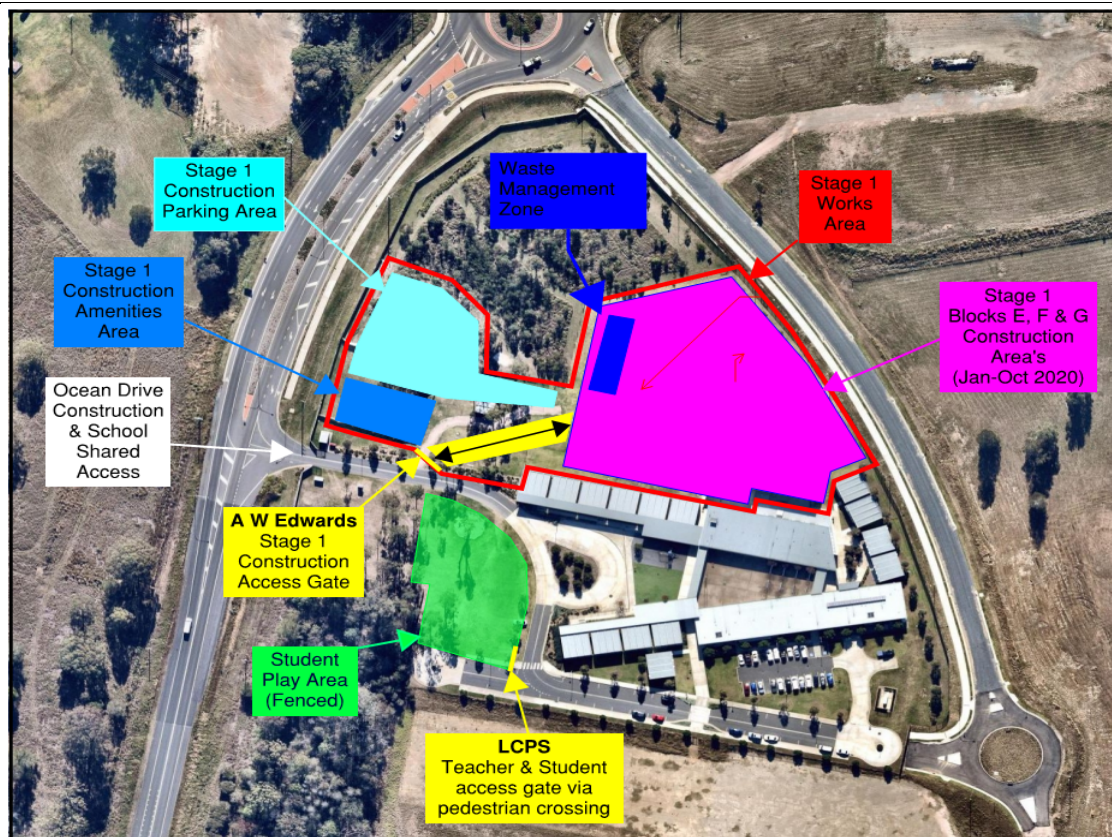 Stage 1
Construction
Parking Area
Waste
Management
Zone
Stage 1
Works
Area
Stage 1
Construction
Amenities
Area
Stage 1
Blocks E, F & G
Construction
Area's
(Jan-Oct 2020)
Ocean Drive
Construction
& School
Shared
Access
A W Edwards
Stage 1
Construction
Access Gate
Student
Play Area
(Fenced)
LCPS
Teacher & Student
access gate via
pedestrian crossing